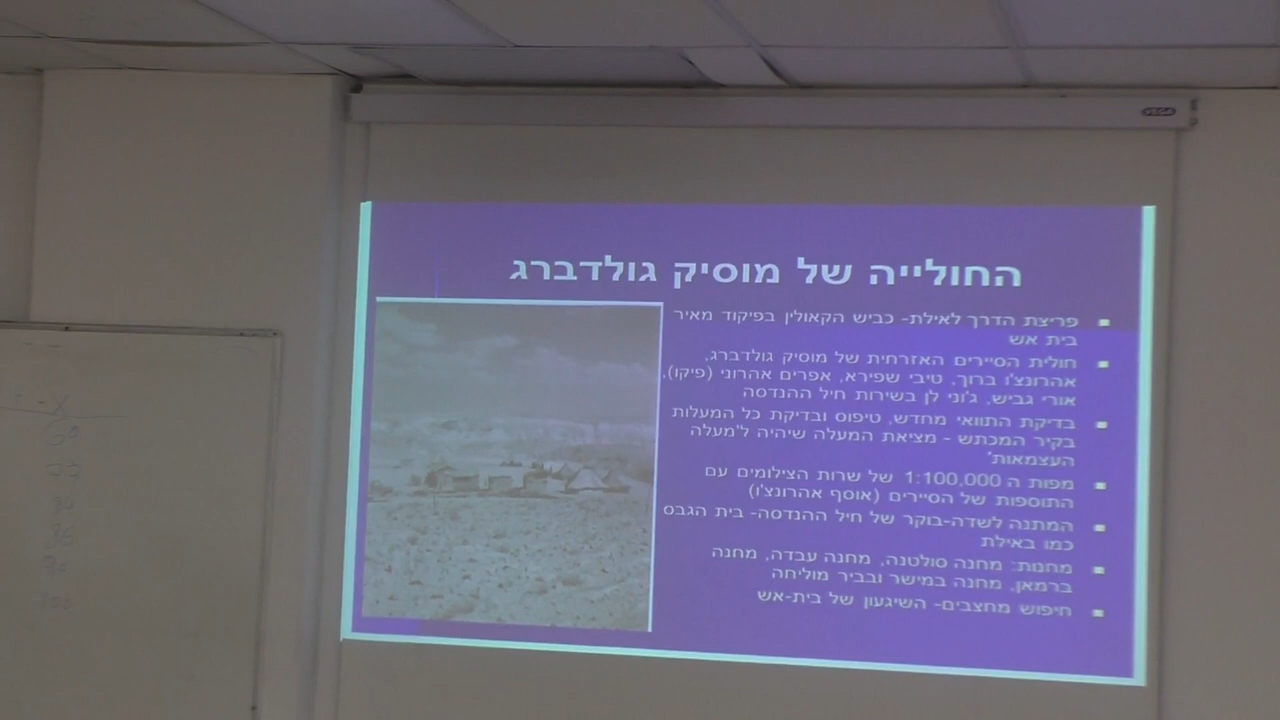 VEGA
החולייה של מוסיק גולדברג
פריצת הדרך לאילת- כביש הקאולין בפיקוד מאיר
בית אש
חולית הסיירים האזרחית של מוסיק גולדברג,
אהרונצ'ו ברוך, טיבי שפירא, אפרים אהרוני (פיקו),
אורי גביש, ג'וני לן בשירות חיל ההנדסה
בדיקת התוואי מחדש, טיפוס ובדיקת כל המעלות
בקיר המכתש - מציאת המעלה שיהיה ל'מעלה
העצמאות'
מפות ה 1:100,000 של שרות הצילומים עם
התוספות של הסיירים (אוסף אהרונצ'ו)
המתנה לשדה-בוקר של חיל ההנדסה- בית הגבס
כמו באילת
מחנות: מחנה סולטנה, מחנה עבדה, מחנה
ברמאן, מחנה במישר ובביר מוליחה
חיפוש מחצבים- השיגעון של בית-אש